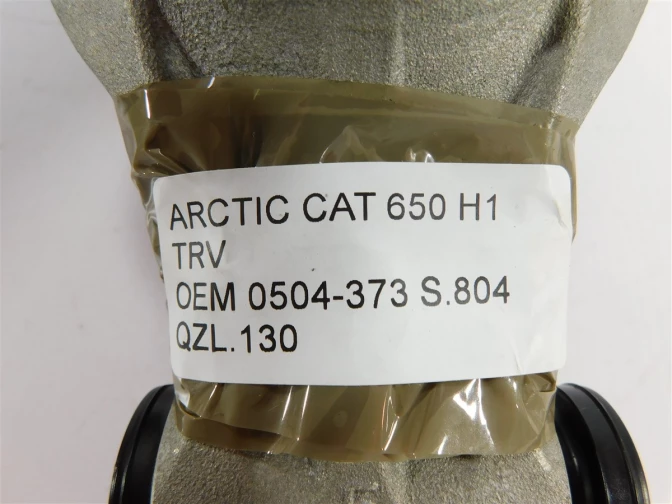 ARCTIC CAT 650 H1
TRV
OEM 0504-373 S.804
QZL.130